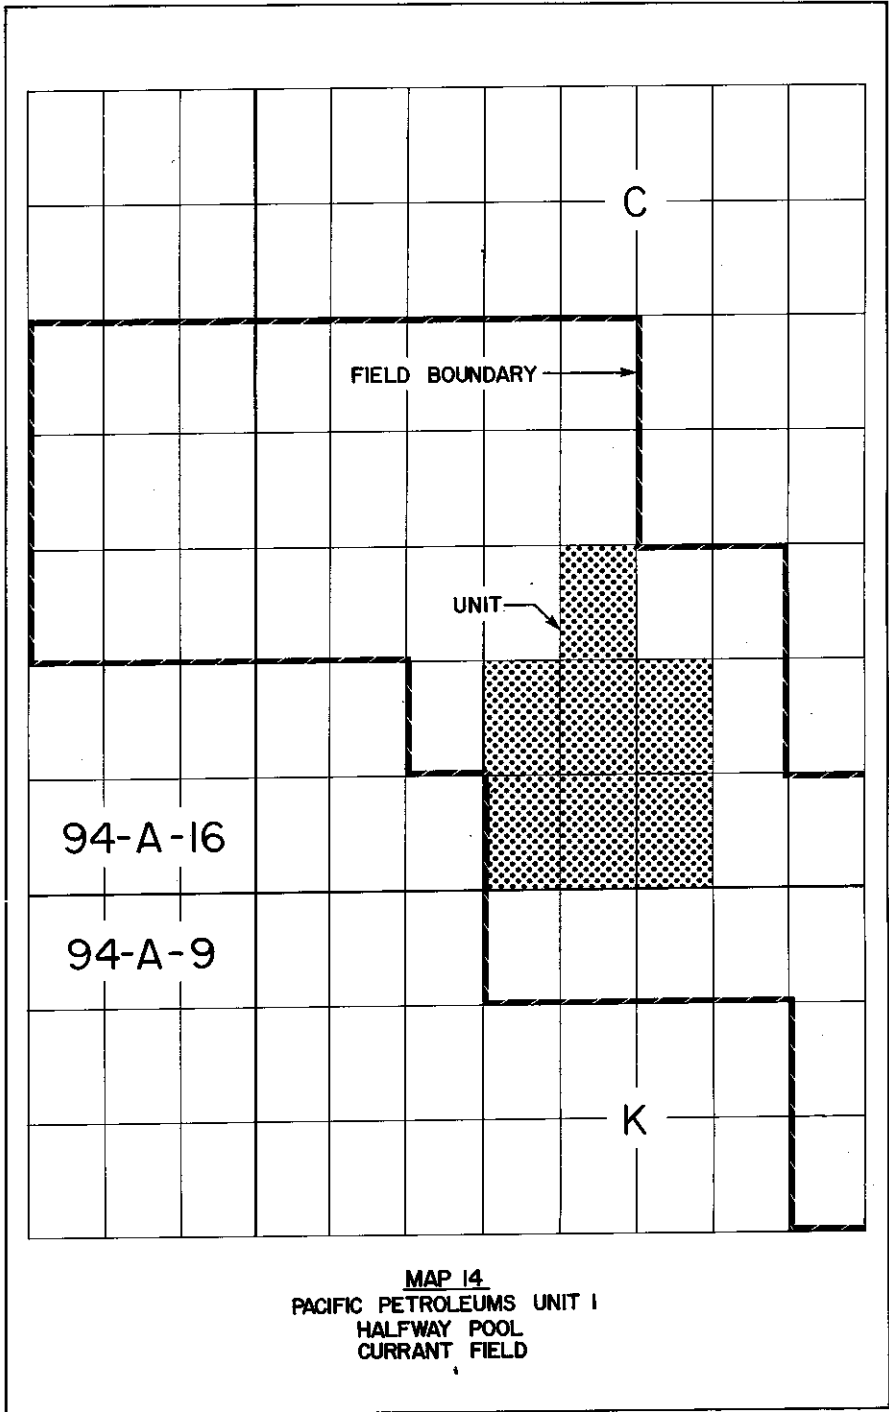 C
FIELD BOUNDARY
UNIT
94-A-16
94-A-9
K
MAP 14
PACIFIC PETROLEUMS UNIT 1
HALFWAY POOL
CURRANT FIELD